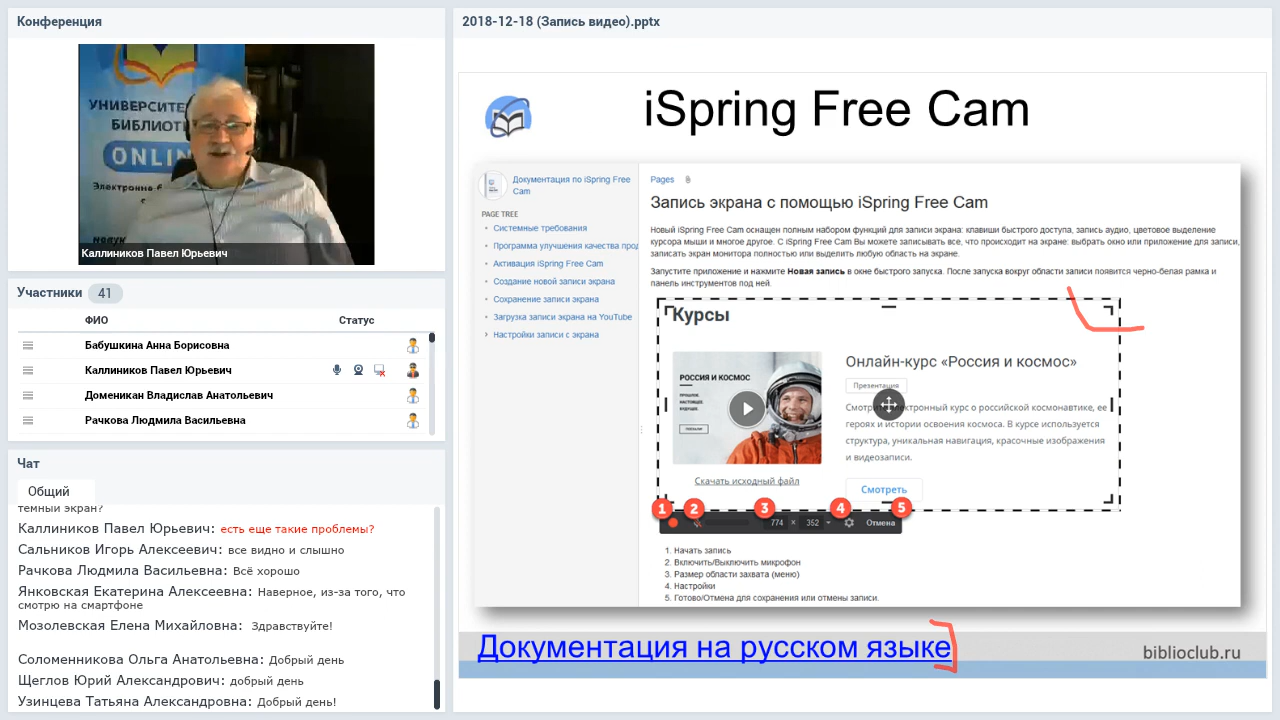 Конференция
УНИВЕРСИТЕ
БИБЛИОТ
ONLIN
Каллиников Павел Юрьевич
Участники 41
ФИО Статус
Бабушкина Анна Борисовна
Каллиников Павел Юрьевич
Доменикан Владислав Анатольевич
Рачкова Людмила Васильевна
Чат
Общий
темный экран?
Каллиников Павел Юрьевич: есть еще такие проблемы?
Сальников Игорь Алексеевич: все видно и слышно
Рачкова Людмила Васильевна: Всё хорошо
Янковская Екатерина Алексеевна: Наверное, из-за того, что
смотрю на смартфоне
Мозолевская Елена Михайловна: Здравствуйте!
Соломенникова Ольга Анатольевна: Добрый день
Щеглов Юрий Александрович: добрый день
Узинцева Татьяна Александровна: Добрый день!
2018-12-18 (Запись видео).pptx
iSpring Free Cam
Документация по iSpring Free
Cam
PAGE TREE
Системные требования
Программа улучшения качества прод
Активация iSpring Free Cam
Создание новой записи экрана
Сохранение записи экрана
Загрузка записи экрана на YouTube
Настройки записи с экрана
Pages
Запись экрана с помощью iSpring Free Cam
Новый iSpring Free Cam оснащен полным набором функций для записи экрана: клавиши быстрого доступа, запись аудио, цветовое выделение
курсора мыши и многое другое. С iSpring Free Cam Вы можете записывать все, что происходит на экране: выбрать окно или приложение для записи,
записать экран монитора полностью или выделить любую область на экране.
Запустите приложение и нажмите Новая запись в окне быстрого запуска. После запуска вокруг области записи появится черно-белая рамка и
панель инструментов под ней.
Курсы
РОССИЯ И КОСМОС
ПРОШЛОЕ,
НАСТОЯЩЕЕ,
БУДУЩЕЕ
Скачать исходный файл
Онлайн-курс «Россия и космос»
Презентация
Смотрите электронный курс о российской космонавтике, ее
героях и истории освоения космоса. В курсе используется
структура, уникальная навигация, красочные изображения
и видеозаписи.
Смотреть
1 2 3 4 5
774 × 352 Отмена
1. Начать запись
2. Включить/Выключить микрофон
3. Размер области захвата (меню)
4. Настройки
5. Готово/Отмена для сохранения или отмены записи.
Документация на русском языке
biblioclub.ru